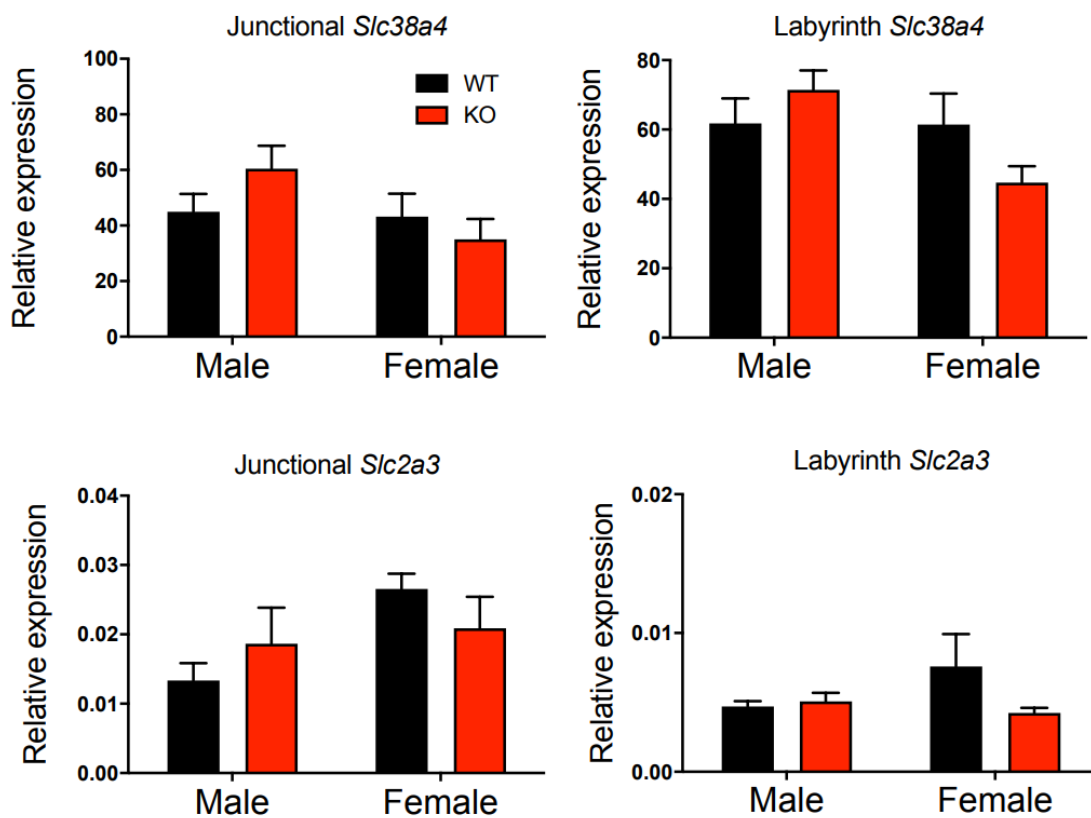 Junctional Slc38a4
Relative expression
100
80
60
40
20
0
WT
KO
Male
Female
Labyrinth Slc38a4
Relative expression
80
60
40
20
0
Male
Female
Junctional Slc2a3
Relative expression
0.04
0.03
0.02
0.01
0.00
Male
Female
Labyrinth Slc2a3
Relative expression
0.02
0.01
0.00
Male
Female